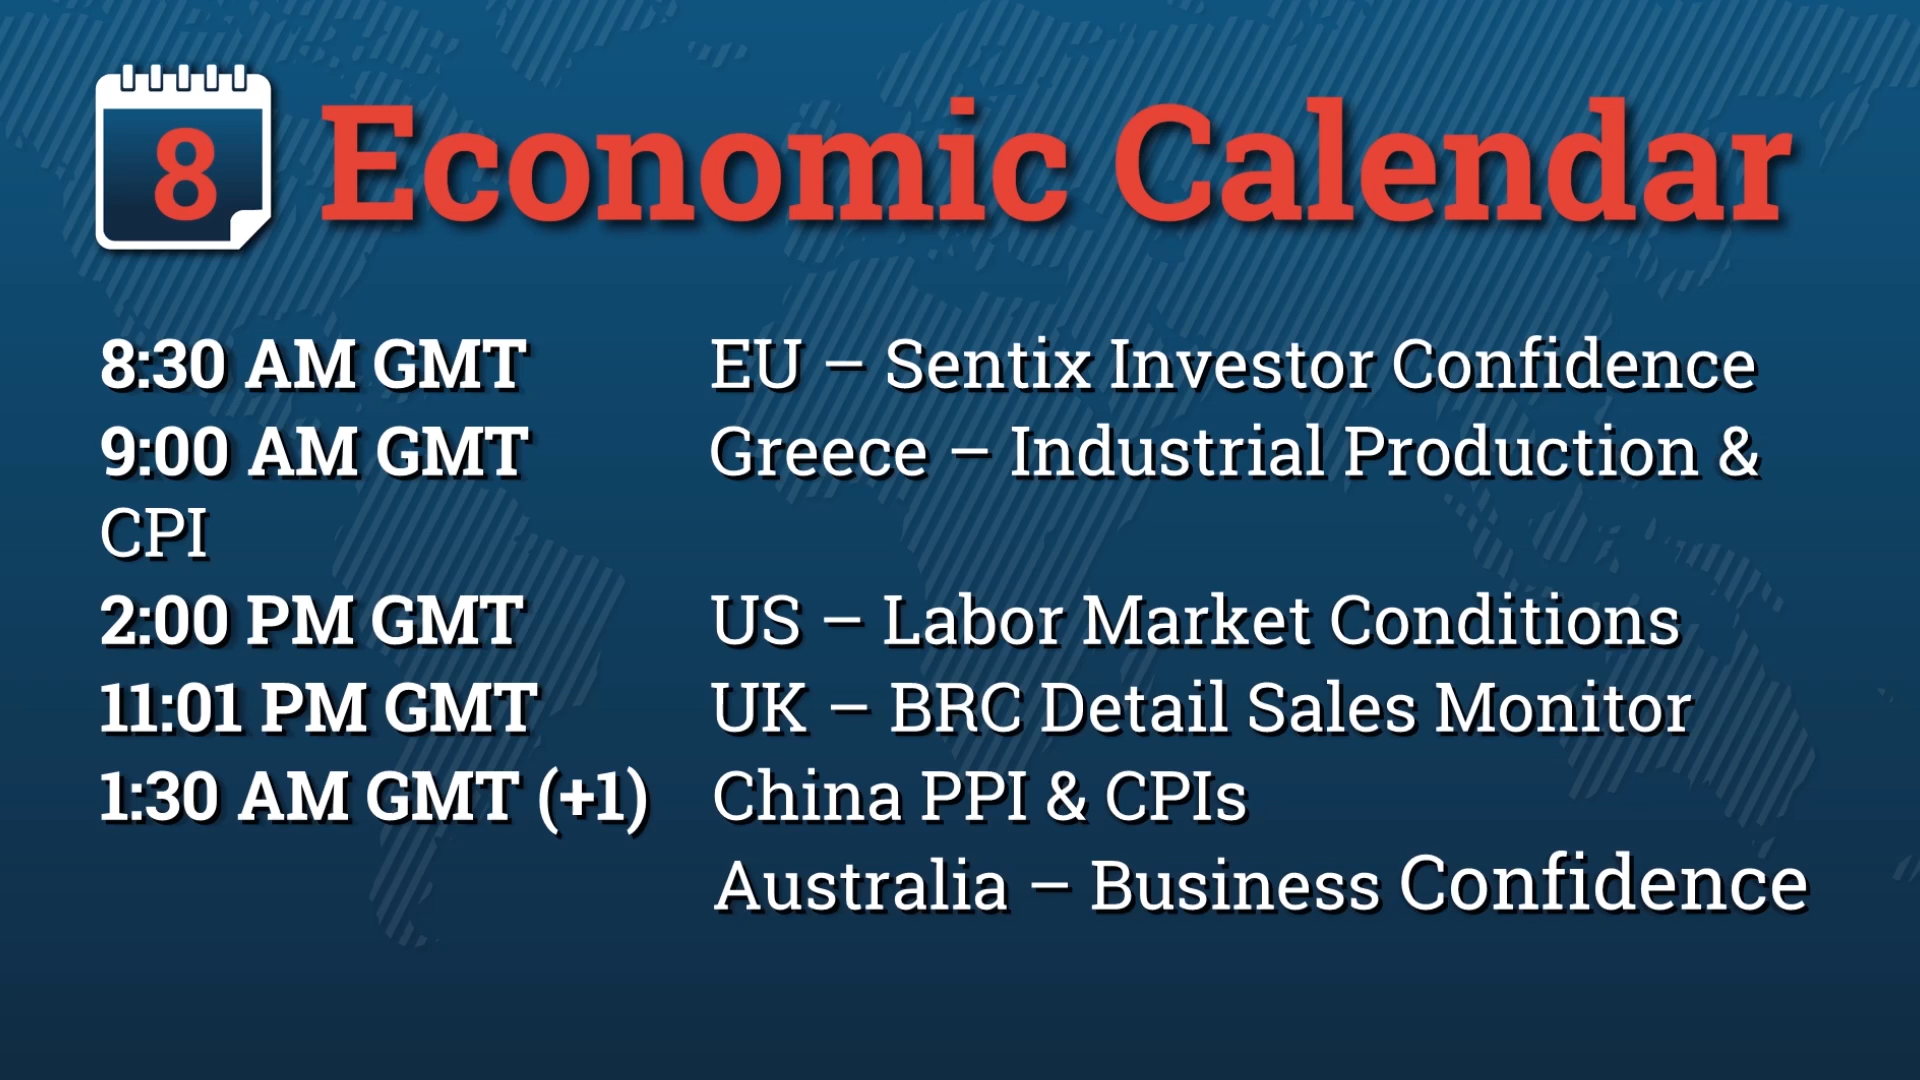 8 Economic Calendar
8:30 AM GMT EU – Sentix Investor Confidence
9:00 AM GMT Greece – Industrial Production &
CPI
2:00 PM GMT US – Labor Market Conditions
11:01 PM GMT UK – BRC Detail Sales Monitor
1:30 AM GMT (+1) China PPI & CPIs
Australia – Business Confidence